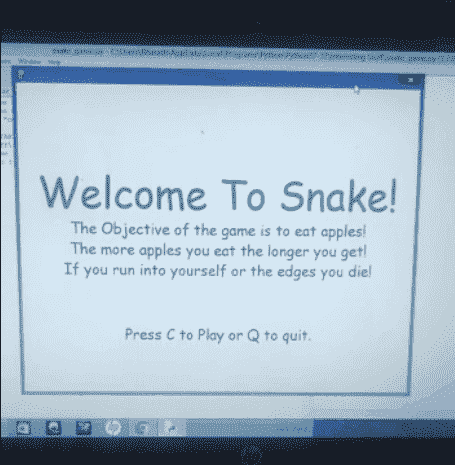 Welcome To Snake!
The Objective of the game is to eat apples!
The more apples you eat the longer you get!
If you run into yourself or the edges you die!
Press C to Play or Q to quit.